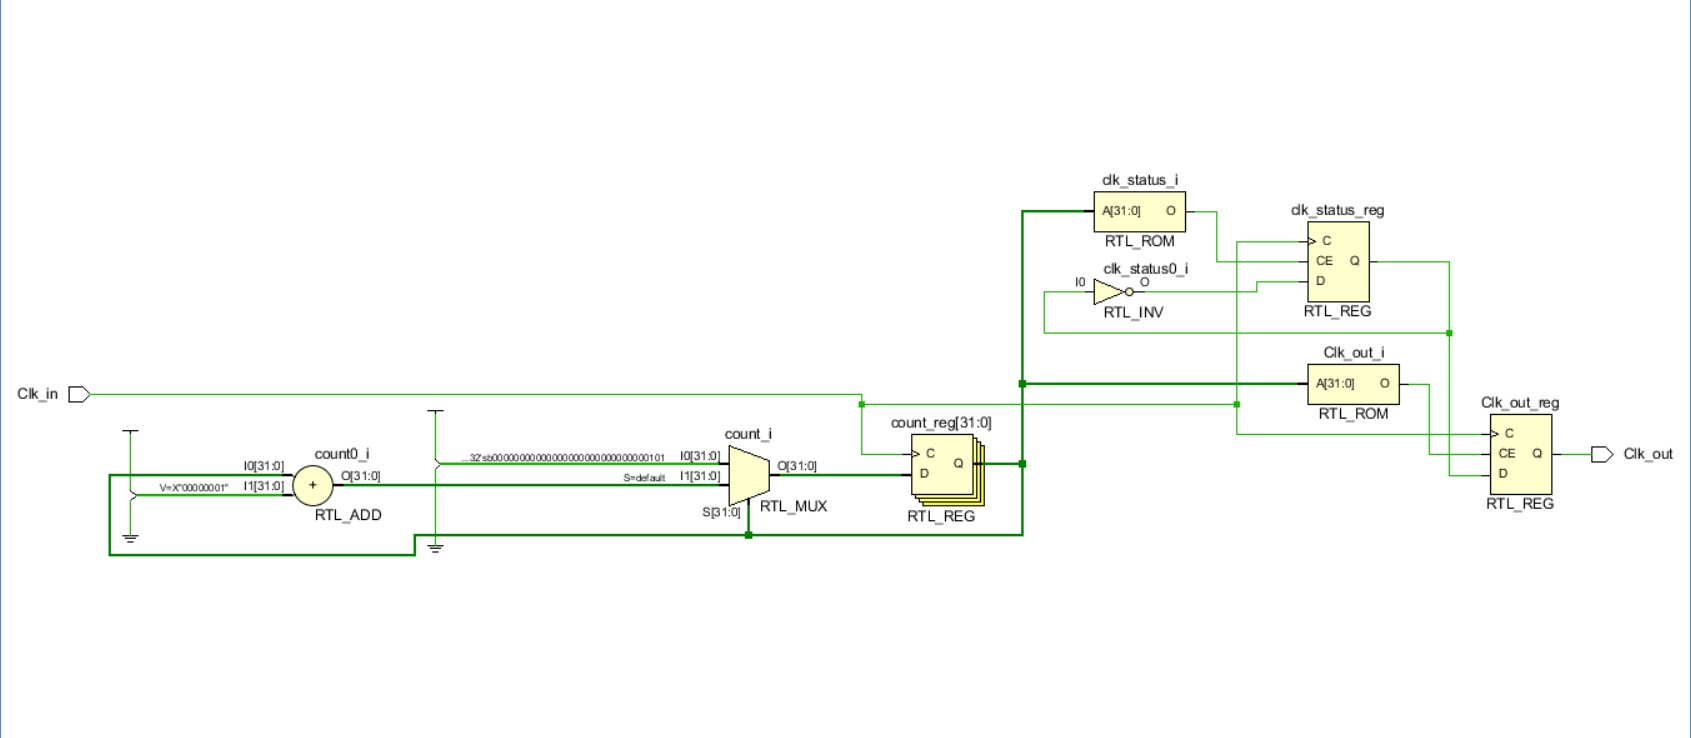 clk_status_i
A[31:0] O
RTL_ROM
clk_status_reg
C
CE Q
D
RTL_REG
clk_status0_i
I0 O
RTL_INV
Clk_out_i
A[31:0] O
RTL_ROM
Clk_out_reg
C
CE Q
D
RTL_REG
Clk_out
Clk_in
count0_i
I0[31:0]
V=X"00000001" I1[31:0]
+
O[31:0]
RTL_ADD
count_i
I0[31:0]
S=default I1[31:0]
S[31:0]
O[31:0]
RTL_MUX
count_reg[31:0]
C
D Q
RTL_REG